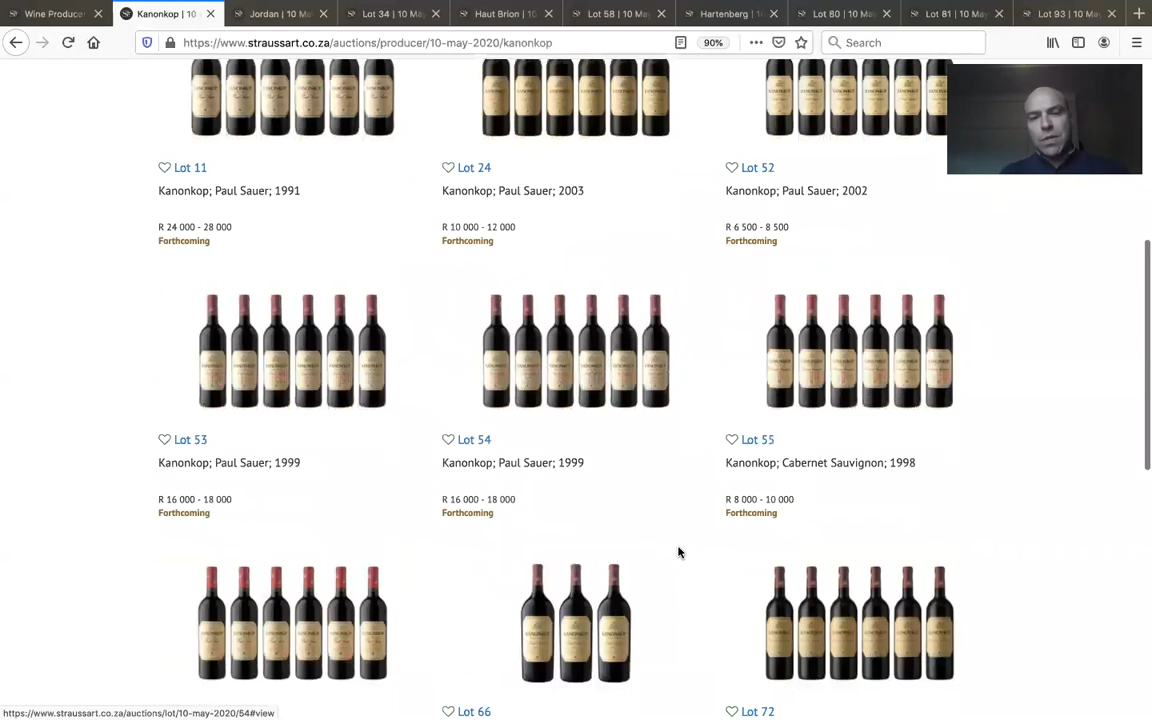 Wine Produc
Kanonkop | 10
Jordan | 10 M
Lot 34 | 10 Ma
Haut Brion | 10
Lot 58 | 10 Ma
Hartenberg | 10
Lot 80 | 10 Ma
Lot 81 | 10 Ma
Lot 93 | 10 Ma
https://www.straussart.co.za/auctions/producer/10-may-2020/kanonkop
90%
Search
Lot 11
Lot 24
Lot 52
Kanonkop; Paul Sauer; 1991
Kanonkop; Paul Sauer; 2003
Kanonkop; Paul Sauer; 2002
R 24 000 - 28 000
R 10 000 - 12 000
R 6 500 - 8 500
Forthcoming
Forthcoming
Forthcoming
Lot 53
Lot 54
Lot 55
Kanonkop; Paul Sauer; 1999
Kanonkop; Paul Sauer; 1999
Kanonkop; Cabernet Sauvignon; 1998
R 16 000 - 18 000
R 16 000 - 18 000
R 8 000 - 10 000
Forthcoming
Forthcoming
Forthcoming
Lot 66
Lot 72
https://www.straussart.co.za/auctions/lot/10-may-2020/54#view